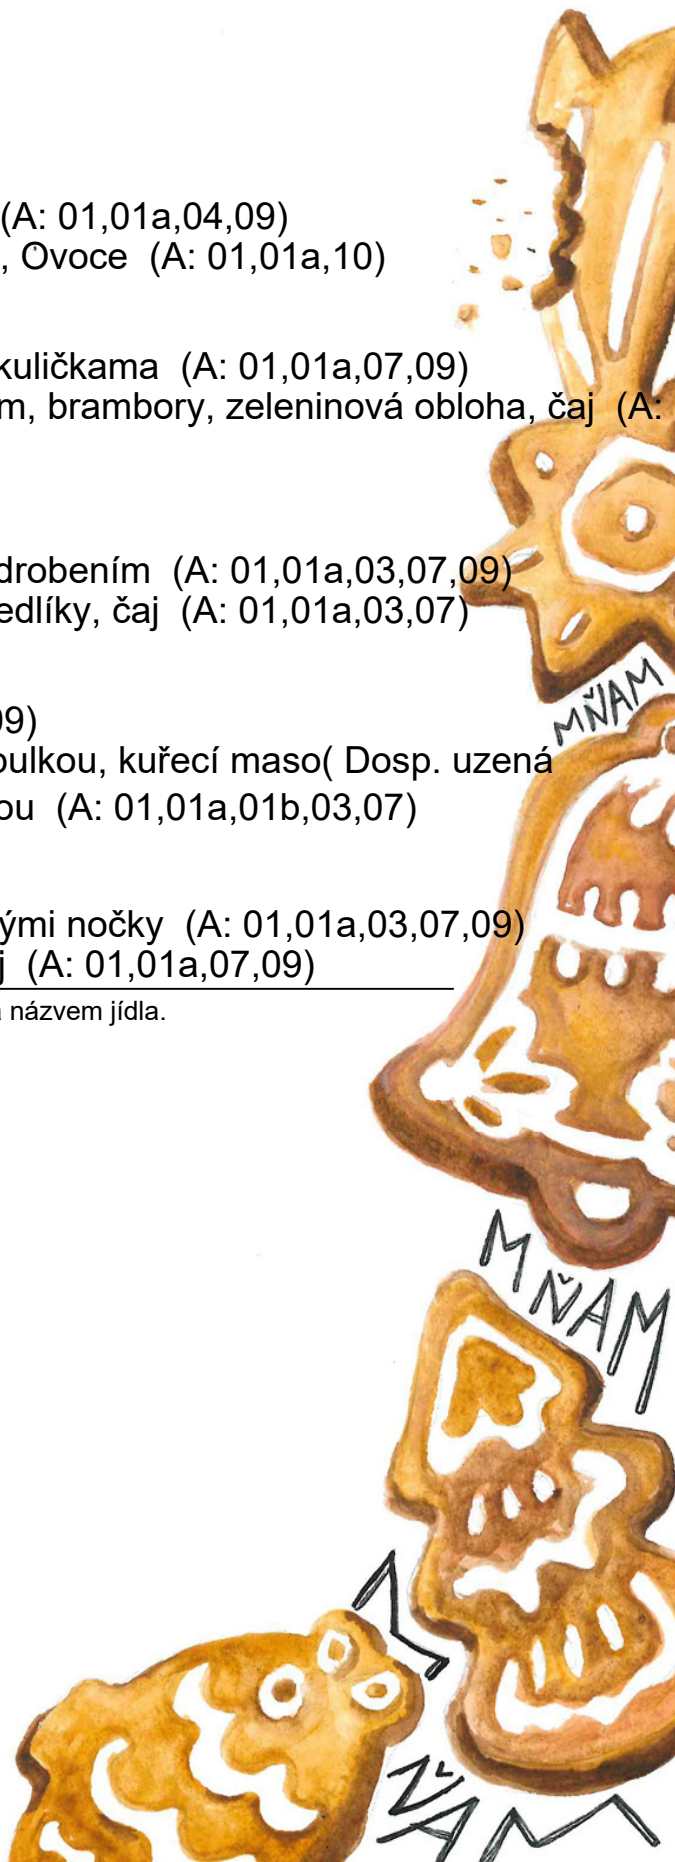 (A: 01,01a,04,09)
, Ovoce (A: 01,01a,10)
kuličkama (A: 01,01a,07,09)
m, brambory, zeleninová obloha, čaj (A:
drobením (A: 01,01a,03,07,09)
edlíky, čaj (A: 01,01a,03,07)
09)
bulkou, kuřecí maso( Dosp. uzená
ou (A: 01,01a,01b,03,07)
ými nočky (A: 01,01a,03,07,09)
j (A: 01,01a,07,09)
a názvem jídla.
MŇAM
MŇAM
M
ŇAM